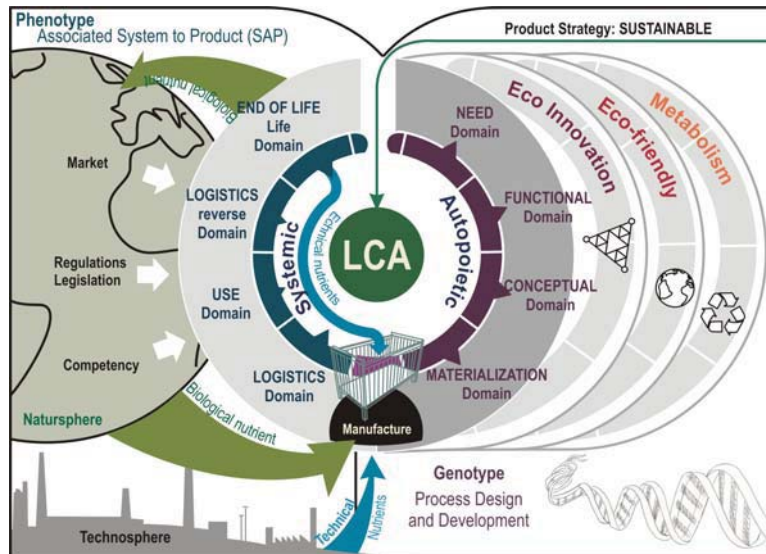 Phenotype
Associated System to Product (SAP)
Product Strategy: SUSTAINABLE
Biological nutrient
END OF LIFE
Life
Domain
NEED
Domain
Eco Innovation
Eco-friendly
Metabolism
Market
LOGISTICS
reverse
Domain
FUNCTIONAL
Domain
Systemic
Echnical nutrients
LCA
Autopoietic
Regulations
Legislation
USE
Domain
CONCEPTUAL
Domain
Competency
LOGISTICS
Domain
MATERIALIZATION
Domain
Natursphere
Biological nutrient
Manufacture
Genotype
Process Design
and Development
Technosphere
Technical
Nutrients